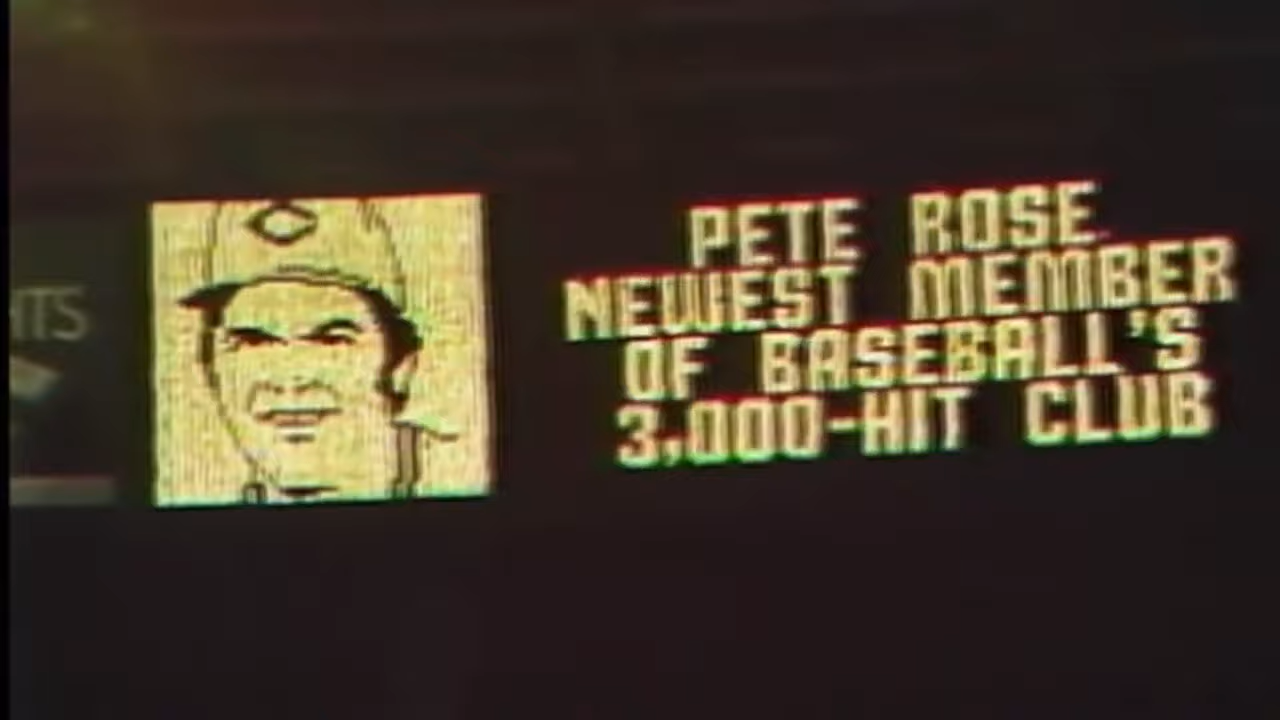 PETE ROSE
NEWEST MEMBER
OF BASEBALL'S
3,000-HIT CLUB
C